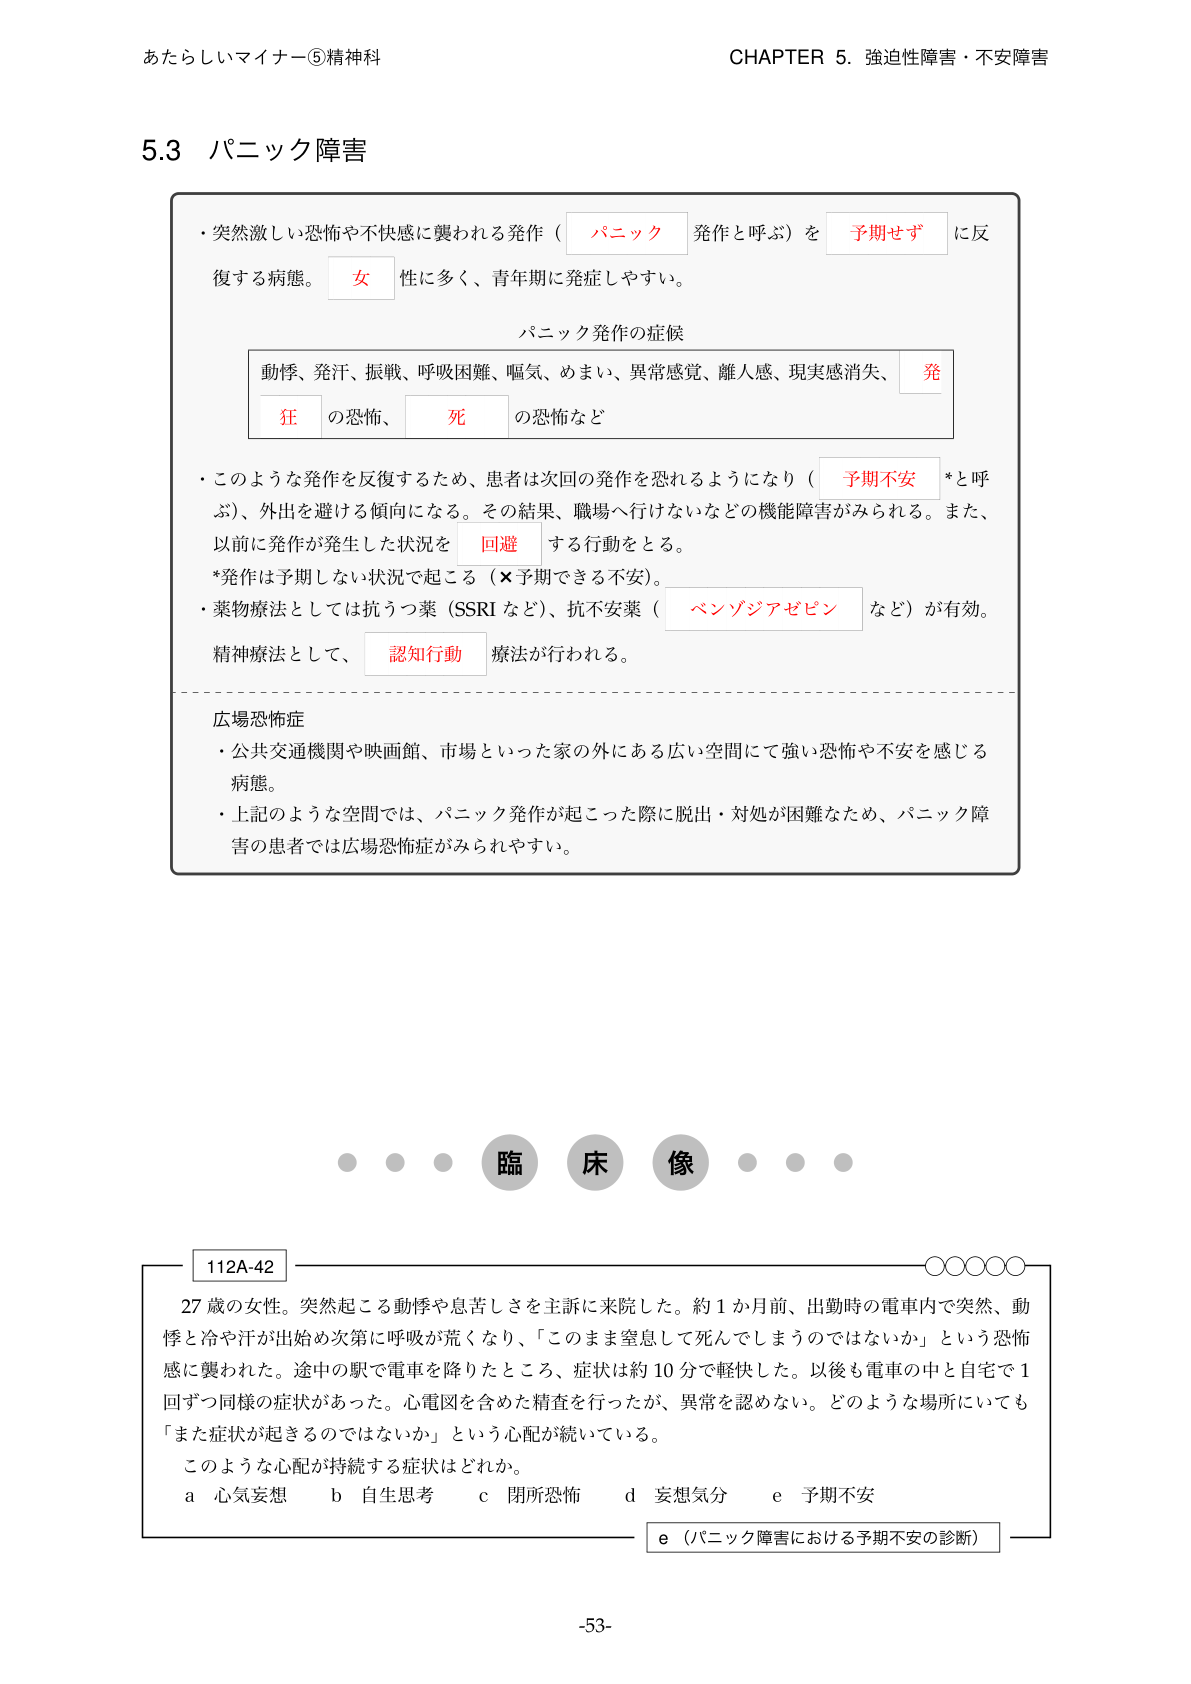 あたらしいマイナー⑤精神科
CHAPTER 5. 強迫性障害・不安障害
5.3 パニック障害
・突然激しい恐怖や不快感に襲われる発作（ パニック 発作と呼ぶ）を 予期せず に反
復する病態。 女 性に多く、青年期に発症しやすい。
パニック発作の症候
動悸、発汗、振戦、呼吸困難、嘔気、めまい、異常感覚、離人感、現実感消失、 発
狂 の恐怖、 死 の恐怖など
・このような発作を反復するため、患者は次回の発作を恐れるようになり（ 予期不安 *と呼
ぶ）、外出を避ける傾向になる。その結果、職場へ行けないなどの機能障害がみられる。また、
以前に発作が発生した状況を 回避 する行動をとる。
*発作は予期しない状況で起こる（×予期できる不安）。
・薬物療法としては抗うつ薬（SSRI など）、抗不安薬（ ベンゾジアゼピン など）が有効。
精神療法として、 認知行動 療法が行われる。
広場恐怖症
・公共交通機関や映画館、市場といった家の外にある広い空間にて強い恐怖や不安を感じる
病態。
・上記のような空間では、パニック発作が起こった際に脱出・対処が困難なため、パニック障
害の患者では広場恐怖症がみられやすい。
臨 床 像
112A-42
27 歳の女性。突然起こる動悸や息苦しさを主訴に来院した。約 1 か月前、出勤時の電車内で突然、動
悸と冷や汗が出始め次第に呼吸が荒くなり、「このまま窒息して死んでしまうのではないか」という恐怖
感に襲われた。途中の駅で電車を降りたところ、症状は約 10 分で軽快した。以後も電車の中と自宅で 1
回ずつ同様の症状があった。心電図を含めた精査を行ったが、異常を認めない。どのような場所にいても
「また症状が起きるのではないか」という心配が続いている。
このような心配が持続する症状はどれか。
a 心気妄想 b 自生思考 c 閉所恐怖 d 妄想気分 e 予期不安
e （パニック障害における予期不安の診断）
-53-